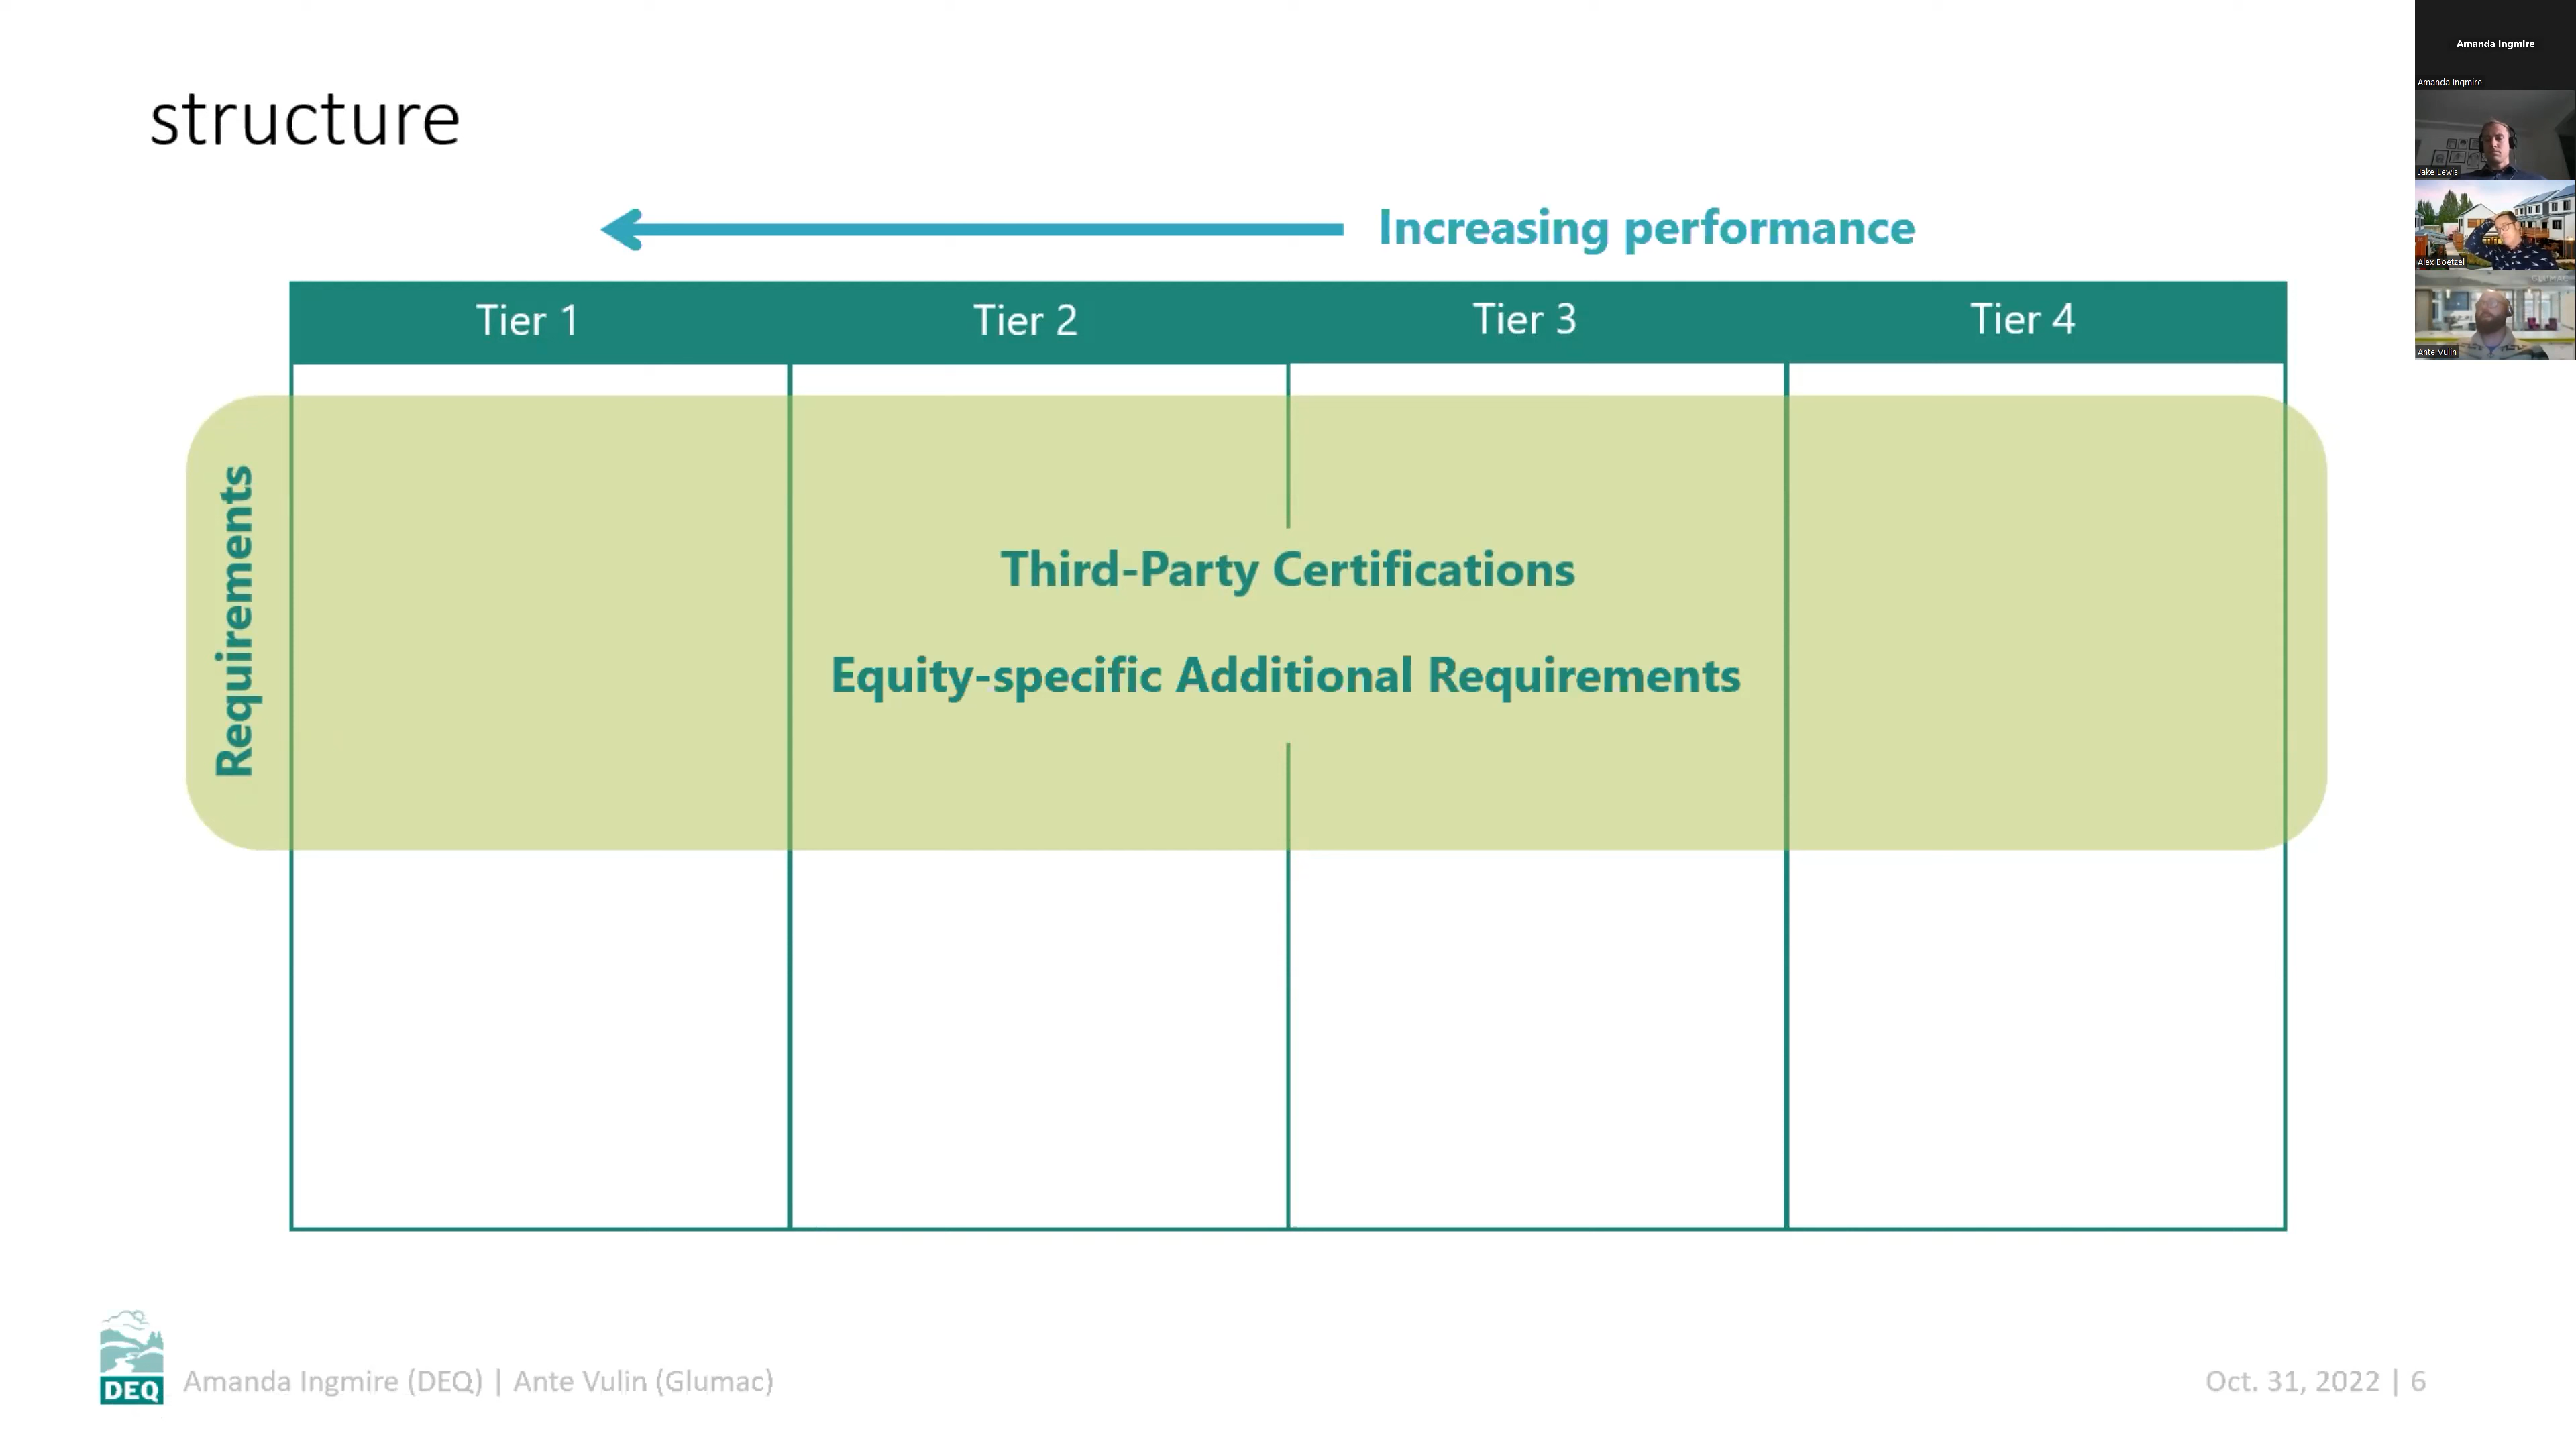 structure
Increasing performance
Tier 1
Tier 2
Tier 3
Tier 4
Requirements
Third-Party Certifications
Equity-specific Additional Requirements
DEQ
Amanda Ingmire (DEQ) | Ante Vulin (Glumac)
Oct. 31, 2022 | 6
Amanda Ingmire
Amanda Ingmire
Jake Lewis
Alex Boetzel
Ante Vulin